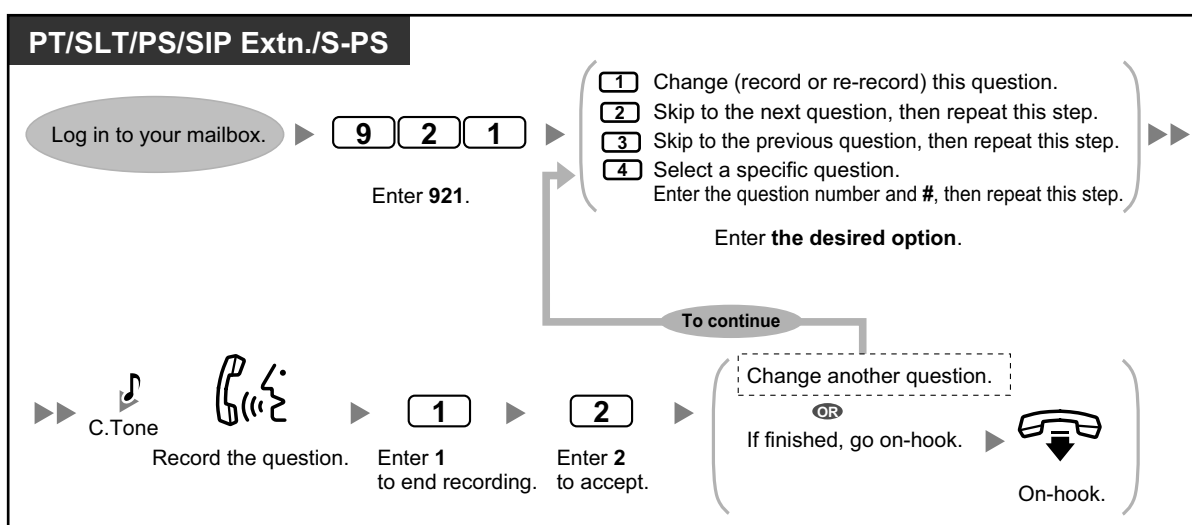 PT/SLT/PS/SIP Extn./S-PS
Log in to your mailbox.
9 2 1
Enter 921.
1 Change (record or re-record) this question.
2 Skip to the next question, then repeat this step.
3 Skip to the previous question, then repeat this step.
4 Select a specific question.
Enter the question number and #, then repeat this step.
Enter the desired option.
To continue
C.Tone
Record the question.
1
Enter 1
to end recording.
2
Enter 2
to accept.
Change another question.
OR
If finished, go on-hook.
On-hook.